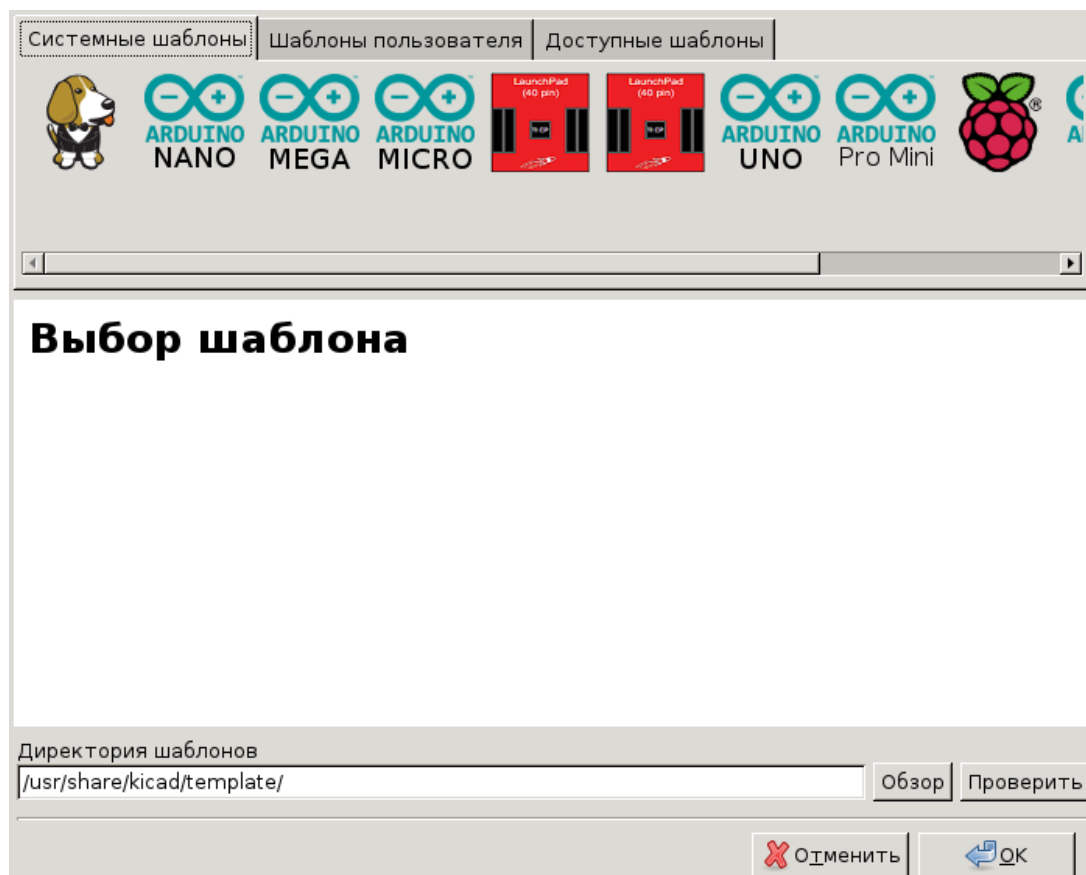 Системные шаблоны Шаблоны пользователя Доступные шаблоны
LaunchPad LaunchPad
(40 pin) (40 pin)
ARDUINO ARDUINO ARDUINO ARDUINO ARDUINO
NANO MEGA MICRO UNO Pro Mini
Выбор шаблона
Директория шаблонов
/usr/share/kicad/template/ Обзор Проверить
Отменить OK